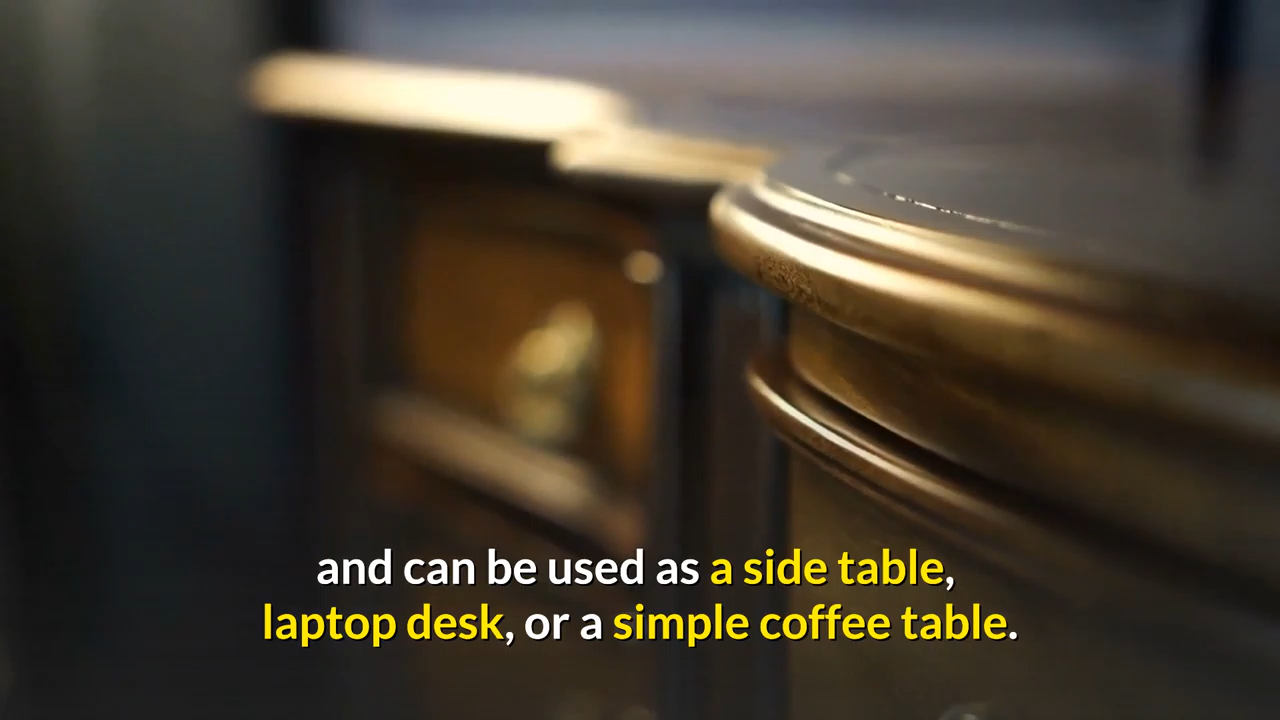 and can be used as a side table,
laptop desk, or a simple coffee table.